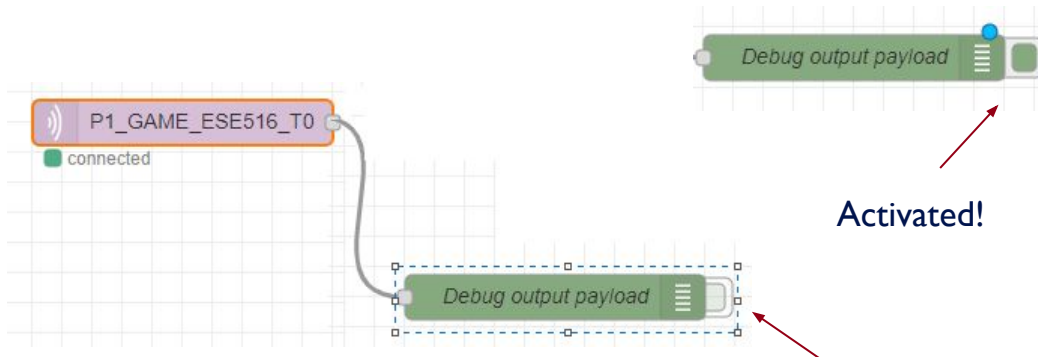 Debug output payload
P1_GAME_ESE516_T0
connected
Activated!
Debug output payload